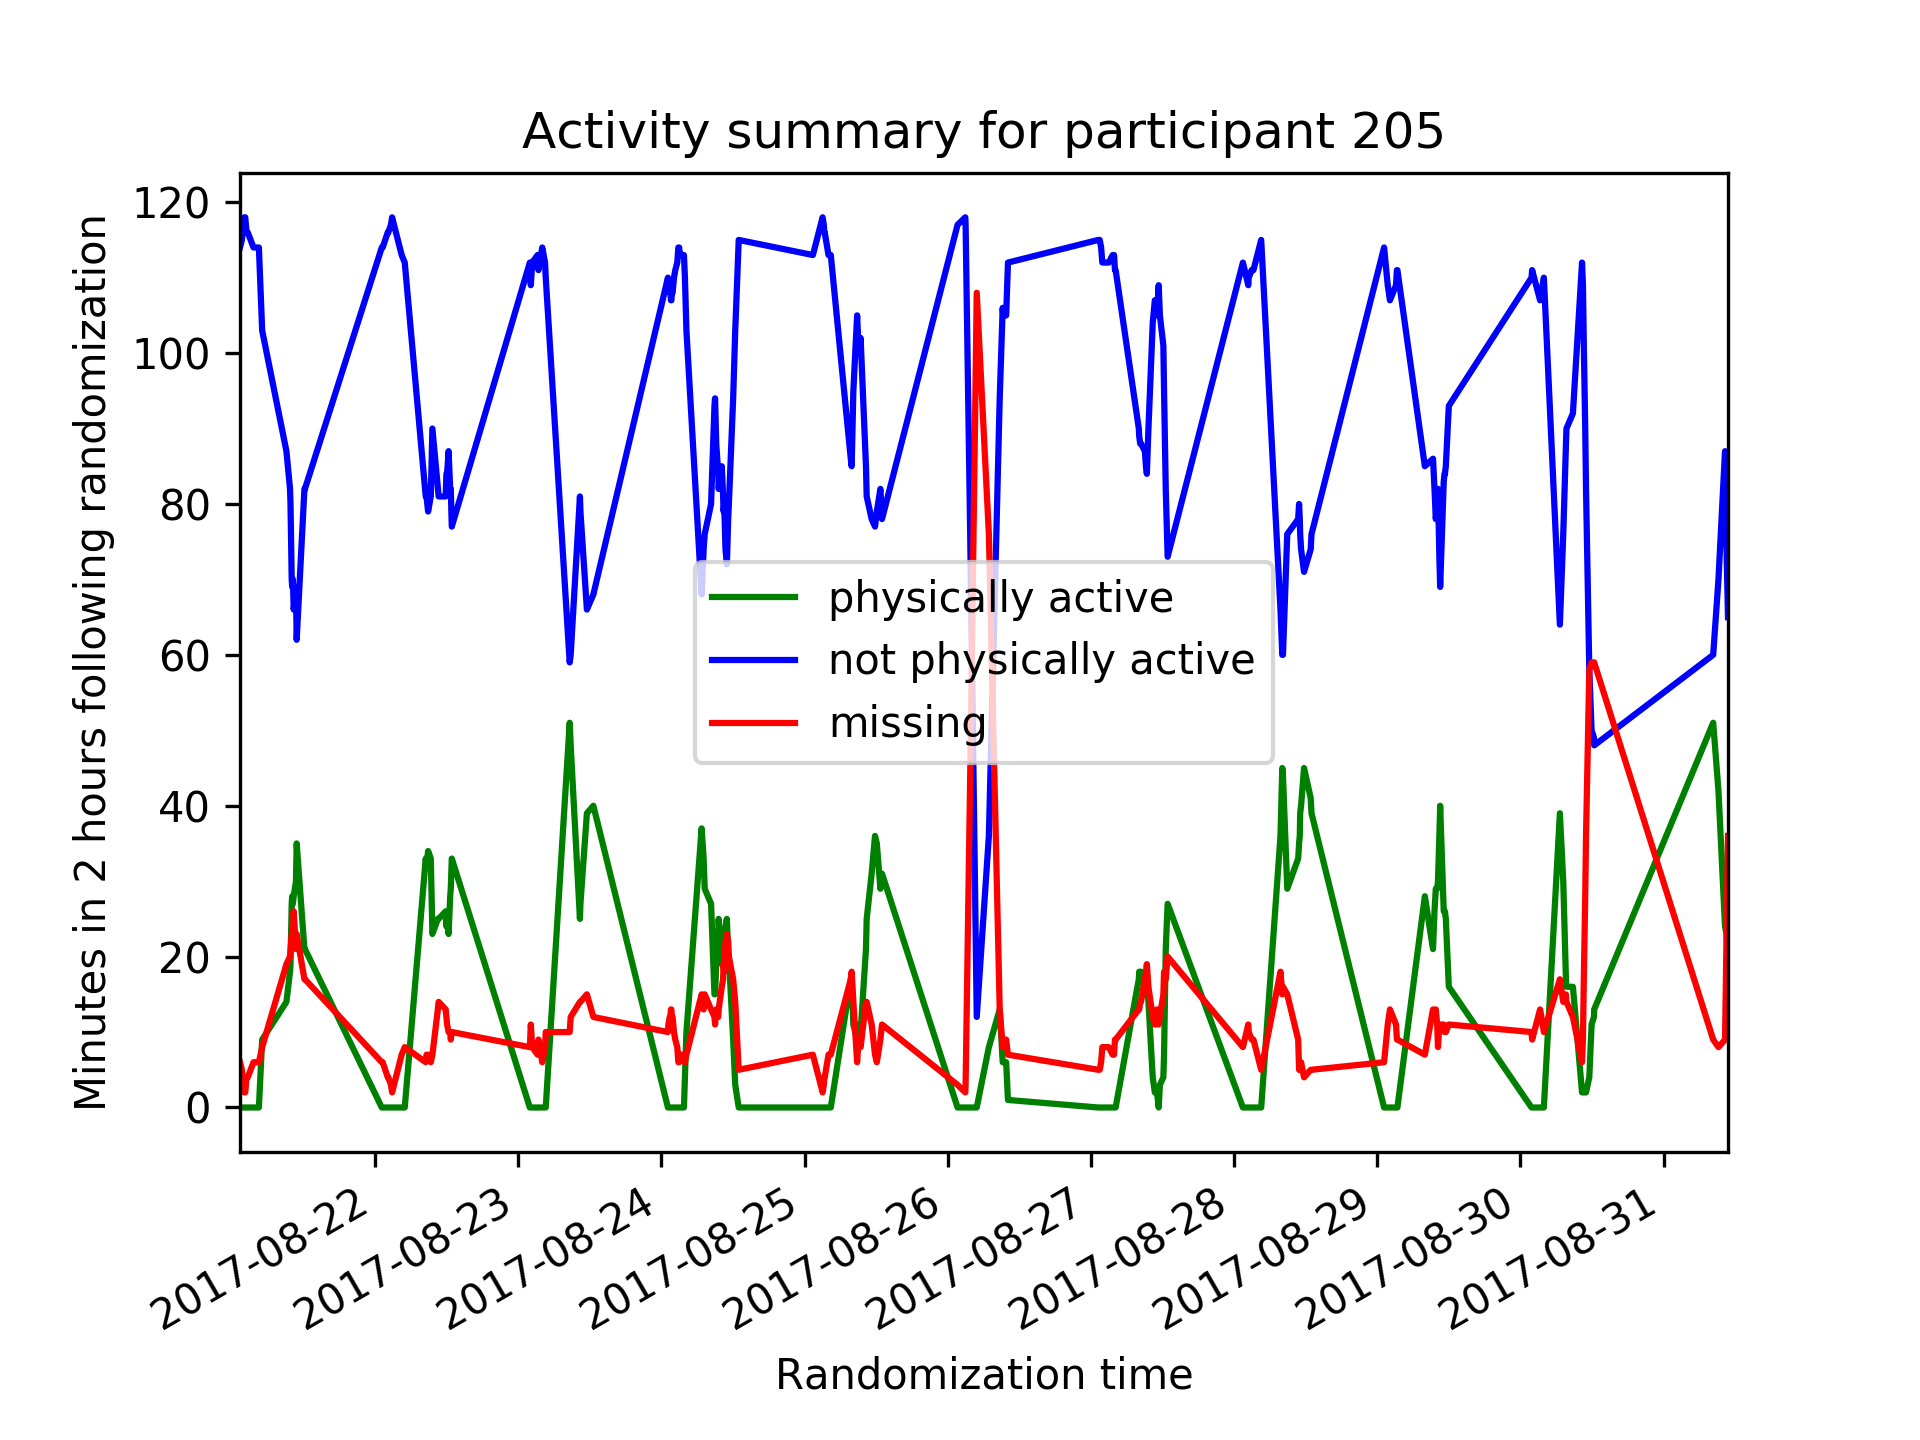 Activity summary for participant 205
Minutes in 2 hours following randomization
120
100
80
60
40
20
0
physically active
not physically active
missing
2017-08-22
2017-08-23
2017-08-24
2017-08-25
2017-08-26
2017-08-27
2017-08-28
2017-08-29
2017-08-30
2017-08-31
Randomization time